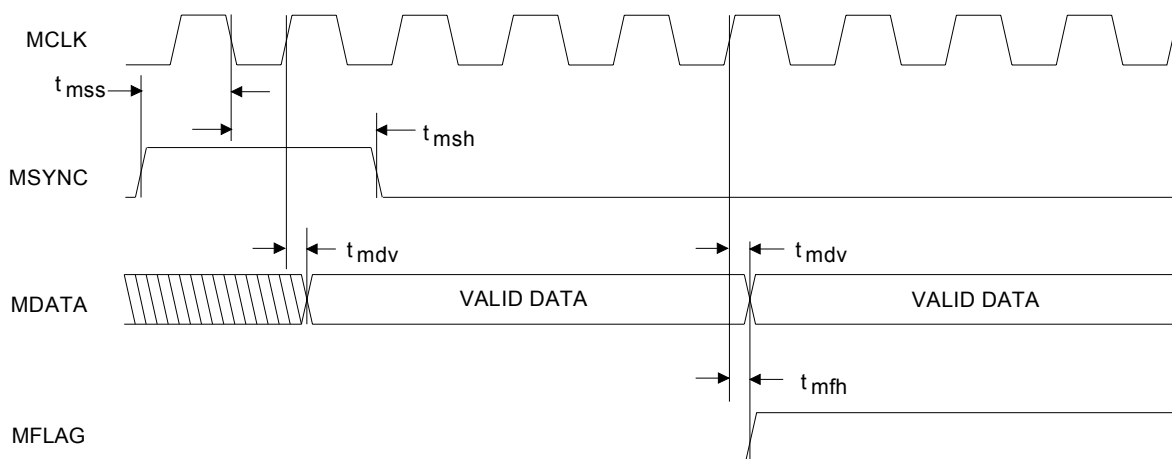 MCLK
t mss
t msh
MSYNC
t mdv
t mdv
MDATA
VALID DATA
VALID DATA
t mfh
MFLAG